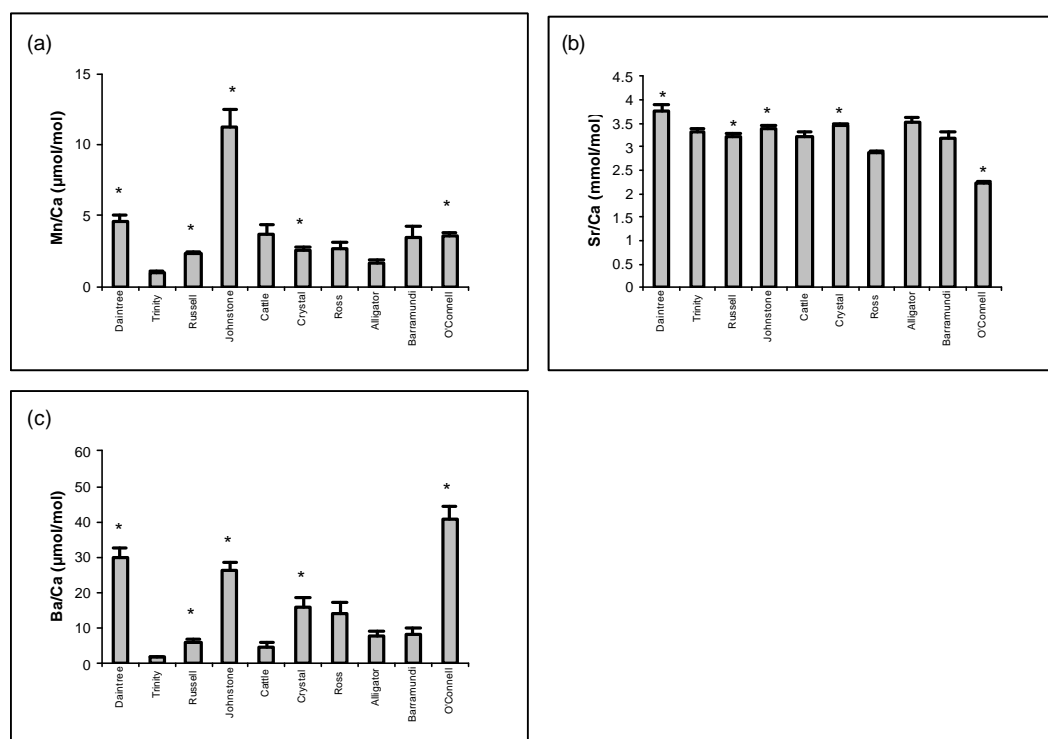 (a)
Mn/Ca (µmol/mol)
15
10
5
0
*
*
*
*
*
Daintree
Trinity
Russell
Johnstone
Cattle
Crystal
Ross
Alligator
Barramundi
O'Connell
(b)
Sr/Ca (mmol/mol)
4.5
4
3.5
3
2.5
2
1.5
1
0.5
0
*
*
*
*
*
Daintree
Trinity
Russell
Johnstone
Cattle
Crystal
Ross
Alligator
Barramundi
O'Connell
(c)
Ba/Ca (µmol/mol)
60
50
40
30
20
10
0
*
*
*
*
*
Daintree
Trinity
Russell
Johnstone
Cattle
Crystal
Ross
Alligator
Barramundi
O'Connell